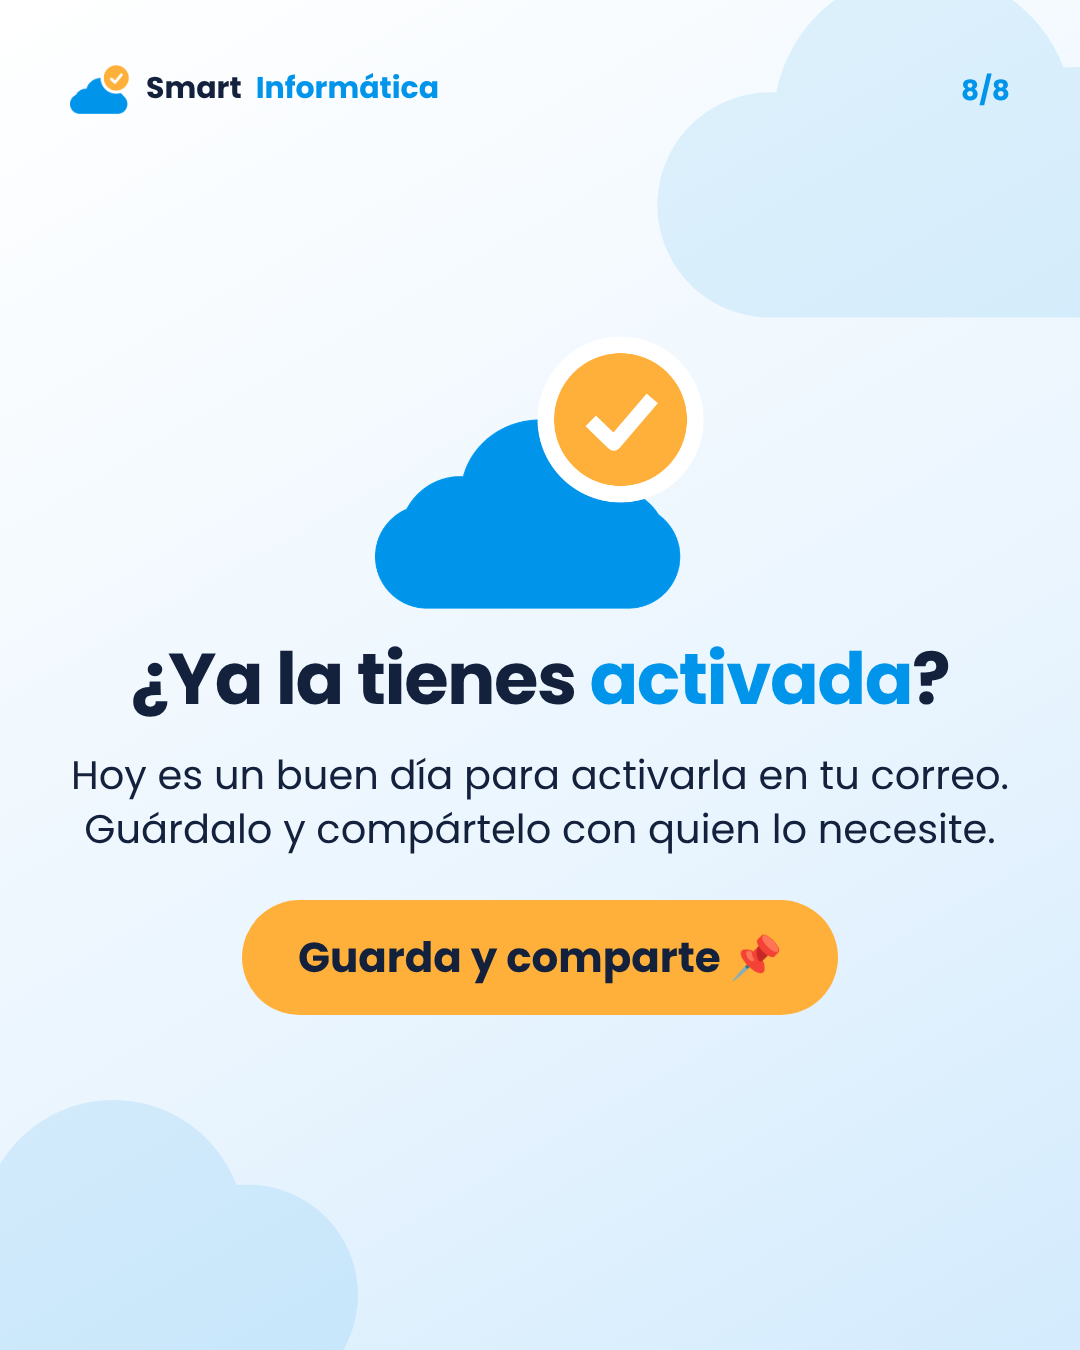 Smart Informática
8/8
¿Ya la tienes activada?
Hoy es un buen día para activarla en tu correo.
Guárdalo y compártelo con quien lo necesite.
Guarda y comparte 📌